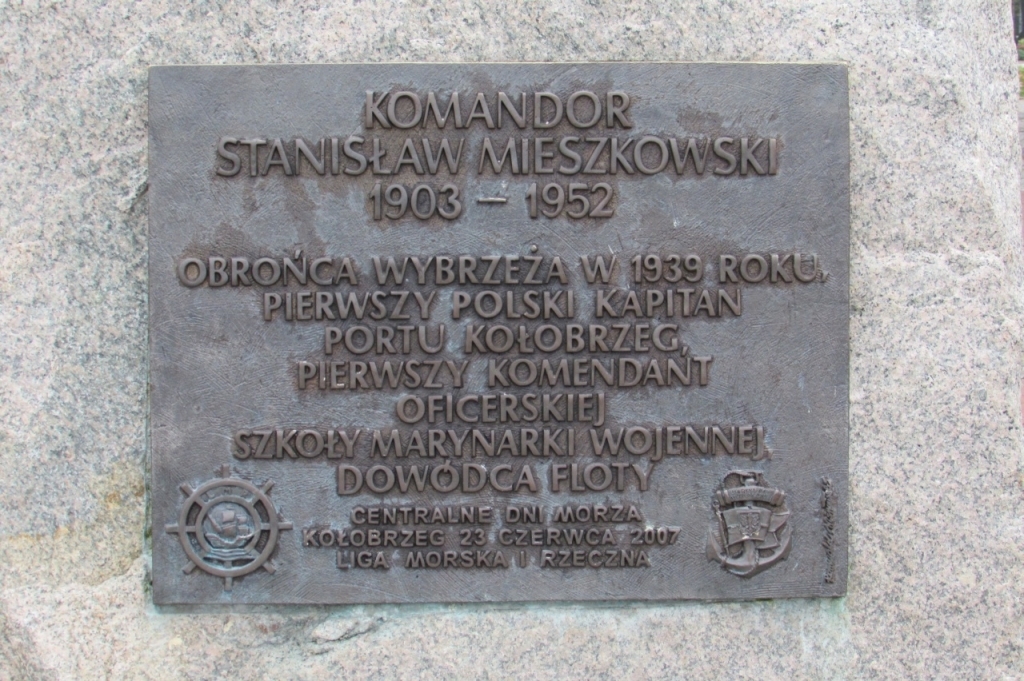 KOMANDOR
STANISŁAW MIESZKOWSKI
1903 – 1952
OBROŃCA WYBRZEŻA W 1939 ROKU,
PIERWSZY POLSKI KAPITAN
PORTU KOŁOBRZEG,
PIERWSZY KOMENDANT
OFICERSKIEJ
SZKOŁY MARYNARKI WOJENNEJ,
DOWÓDCA FLOTY
CENTRALNE DNI MORZA
KOŁOBRZEG 23 CZERWCA 2007
LIGA MORSKA I RZECZNA